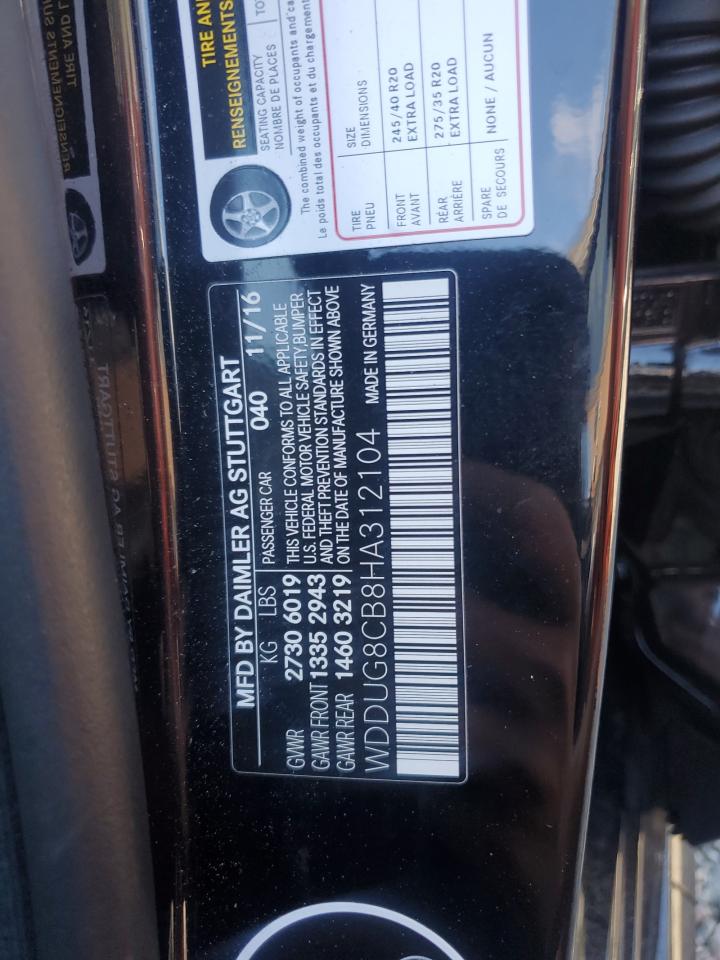 TIRE AN
RENSEIGNEMENTS
SEATING CAPACITY
NOMBRE DE PLACES
TO
The combined weight of occupants and ca
Le poids total des occupants et du chargement
TIRE
PNEU
SIZE
DIMENSIONS
FRONT
AVANT
245/40 R20
EXTRA LOAD
REAR
ARRIÈRE
275/35 R20
EXTRA LOAD
SPARE
DE SECOURS
NONE / AUCUN
MFD BY DAIMLER AG STUTTGART
KG LBS PASSENGER CAR 040 11/16
GVWR 2730 6019 THIS VEHICLE CONFORMS TO ALL APPLICABLE
U.S. FEDERAL MOTOR VEHICLE SAFETY, BUMPER
GAWR FRONT 1335 2943 AND THEFT PREVENTION STANDARDS IN EFFECT
GAWR REAR 1460 3219 ON THE DATE OF MANUFACTURE SHOWN ABOVE
WDDUG8CB8HA312104 MADE IN GERMANY